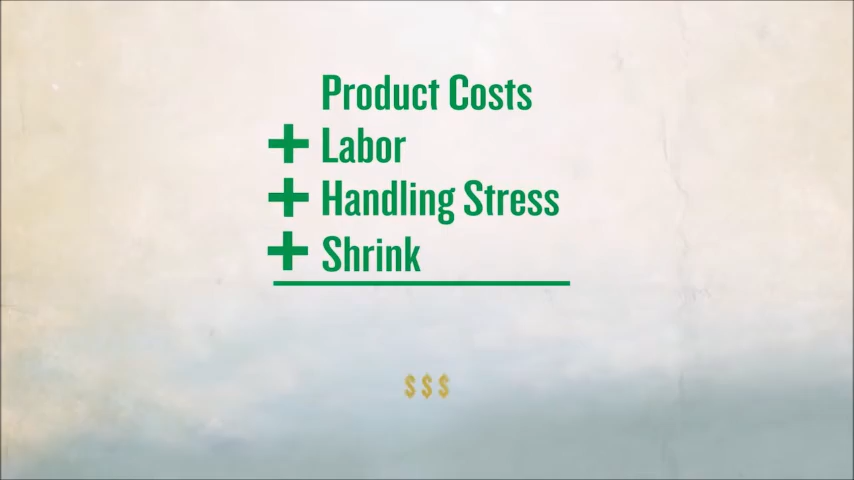 Product Costs
+ Labor
+ Handling Stress
+ Shrink
$$$